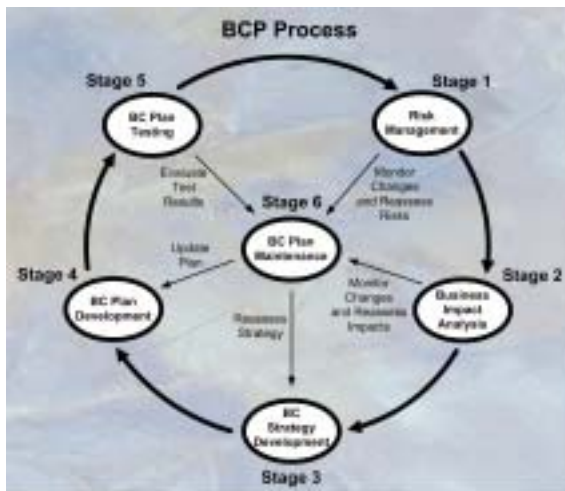 BCP Process
Stage 5
Stage 1
BC Plan
Testing
Risk
Management
Evaluate
Test
Results
Monitor
Changes
and Reassess
Risks
Stage 6
BC Plan
Maintenance
Stage 4
Update
Plan
Stage 2
BC Plan
Development
Reassess
Strategy
Monitor
Changes
and Reassess
Impacts
Business
Impact
Analysis
BC
Strategy
Development
Stage 3